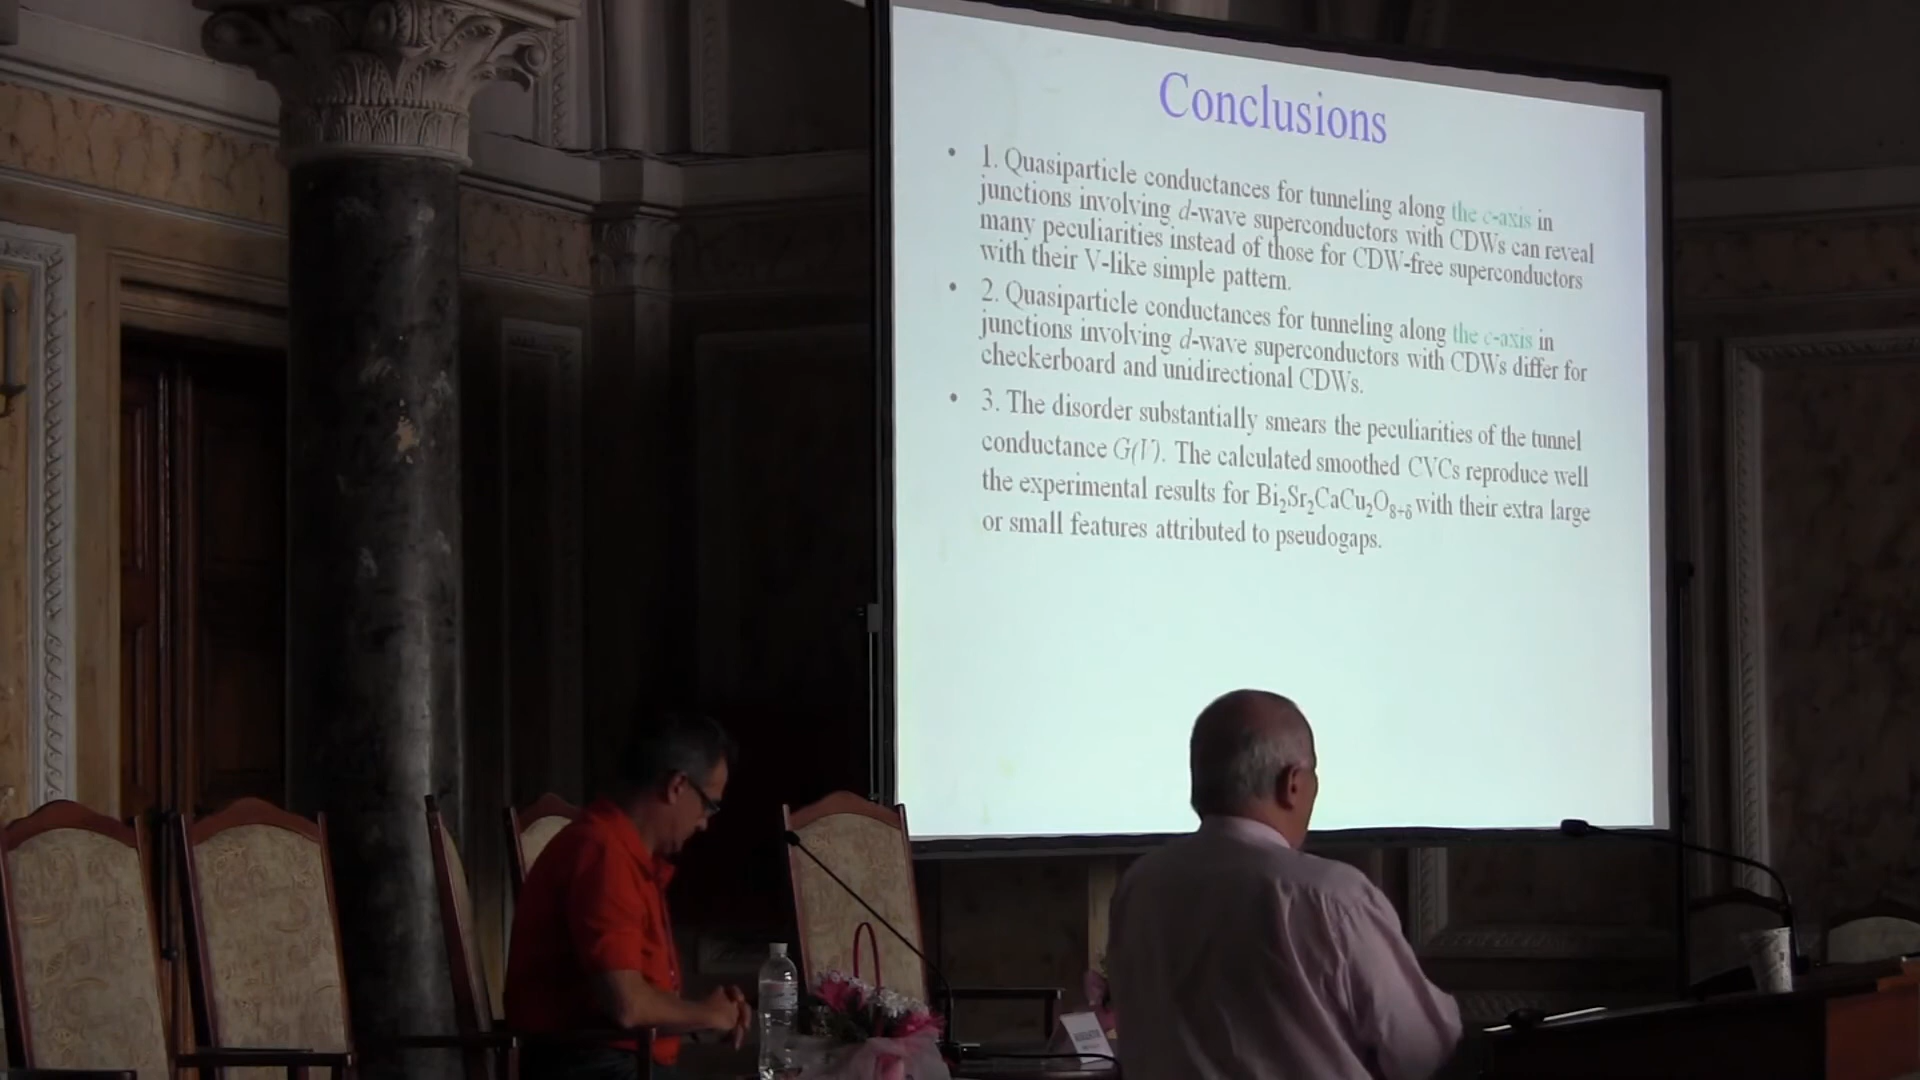 Conclusions
• 1. Quasiparticle conductances for tunneling along the c-axis in
junctions involving d-wave superconductors with CDWs can reveal
many peculiarities instead of those for CDW-free superconductors
with their V-like simple pattern.
• 2. Quasiparticle conductances for tunneling along the c-axis in
junctions involving d-wave superconductors with CDWs differ for
checkerboard and unidirectional CDWs.
• 3. The disorder substantially smears the peculiarities of the tunnel
conductance G(V). The calculated smoothed CVCs reproduce well
the experimental results for Bi₂Sr₂CaCu₂O₈₊δ with their extra large
or small features attributed to pseudogaps.